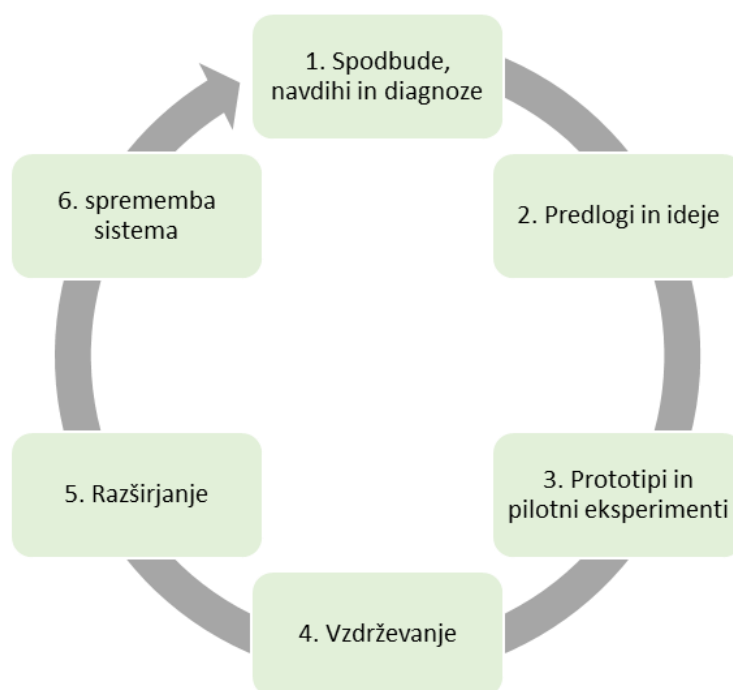 1. Spodbude,
navdihi in diagnoze
2. Predlogi in ideje
3. Prototipi in
pilotni eksperimenti
4. Vzdrževanje
5. Razširjanje
6. sprememba
sistema